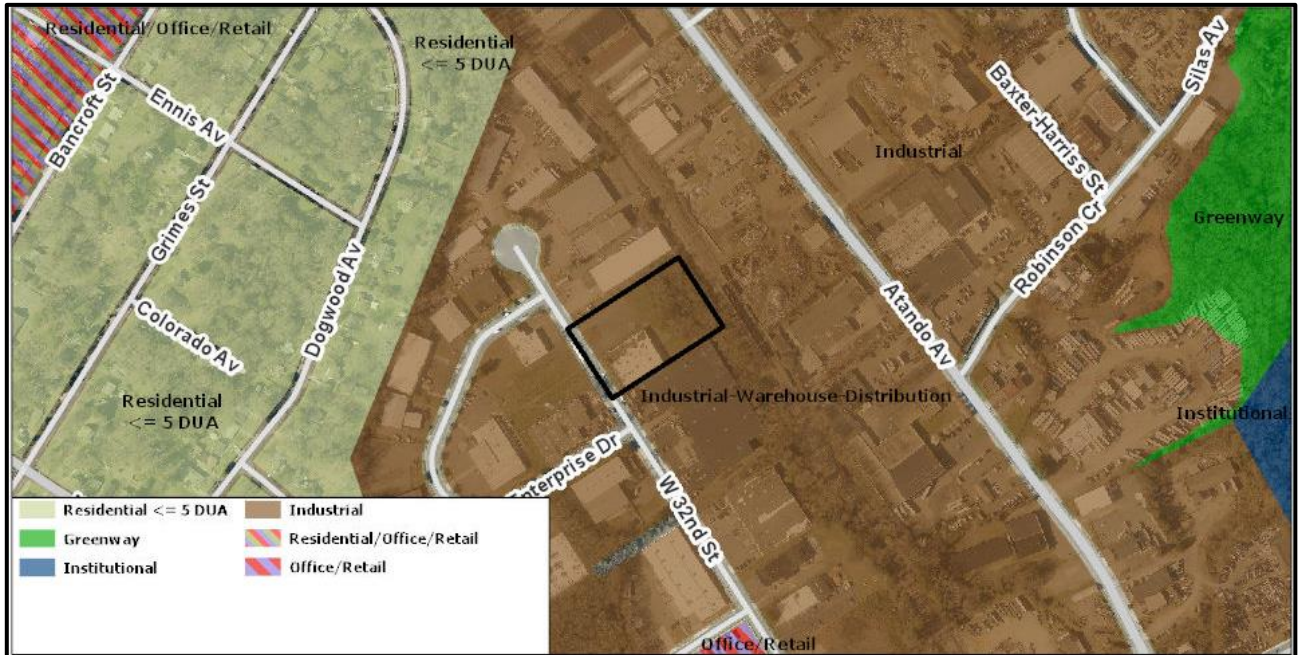 Residential/Office/Retail
Residential
<= 5 DUA
Bancroft St
Ennis Av
Grimes St
Colorado Av
Dogwood Av
Residential
<= 5 DUA
Industrial
Baxter-Harriss St
Silas Av
Robinson Cr
Greenway
Atando Av
Industrial-Warehouse-Distribution
Institutional
Enterprise Dr
W 32nd St
Office/Retail
Residential <= 5 DUA
Industrial
Greenway
Residential/Office/Retail
Institutional
Office/Retail